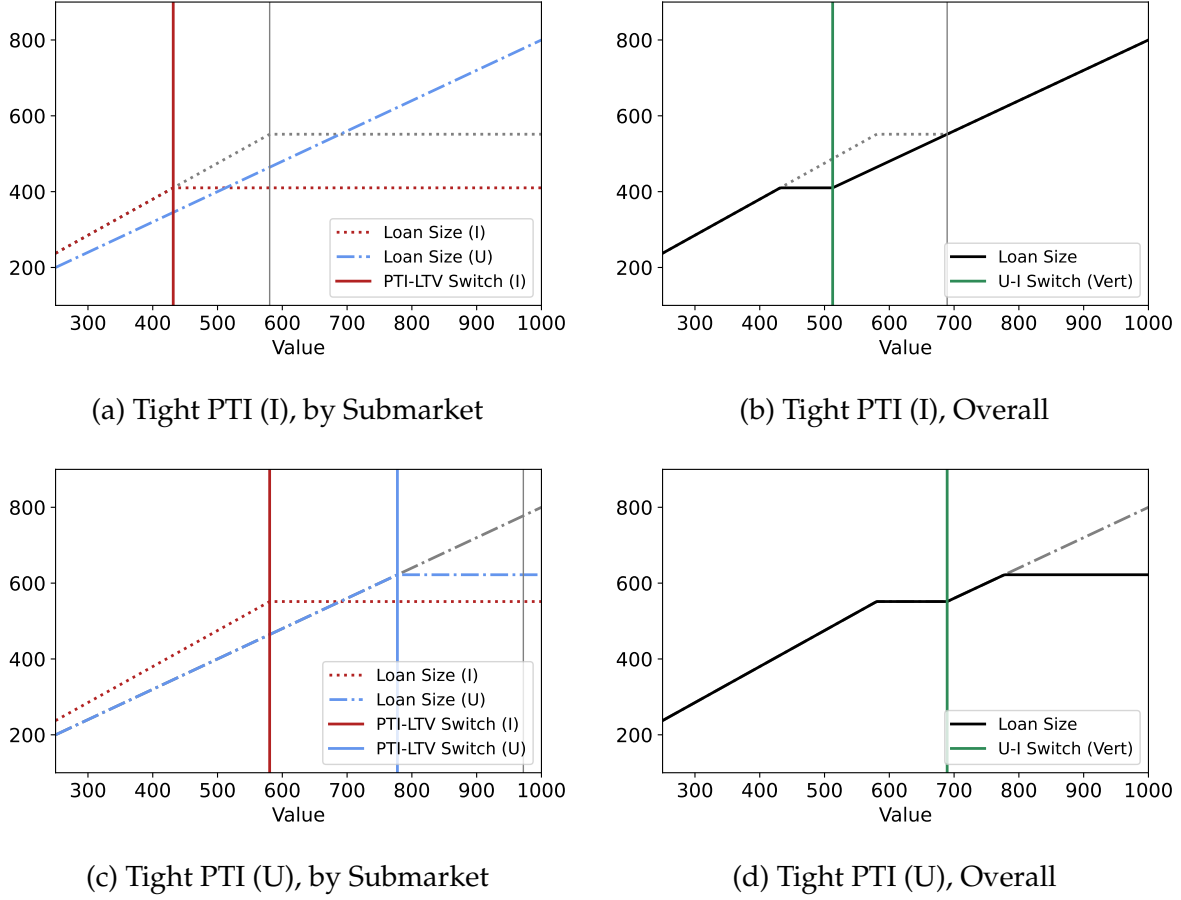 800
600
400
200
Loan Size (I)
Loan Size (U)
PTI-LTV Switch (I)
300 400 500 600 700 800 900 1000
Value
(a) Tight PTI (I), by Submarket
800
600
400
200
Loan Size
U-I Switch (Vert)
300 400 500 600 700 800 900 1000
Value
(b) Tight PTI (I), Overall
800
600
400
200
Loan Size (I)
Loan Size (U)
PTI-LTV Switch (I)
PTI-LTV Switch (U)
300 400 500 600 700 800 900 1000
Value
(c) Tight PTI (U), by Submarket
800
600
400
200
Loan Size
U-I Switch (Vert)
300 400 500 600 700 800 900 1000
Value
(d) Tight PTI (U), Overall